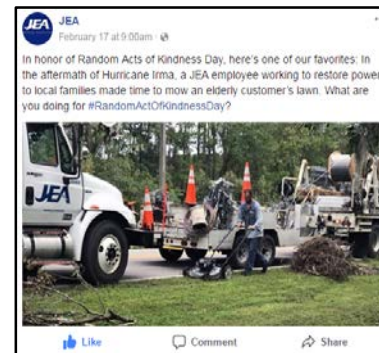 JEA
JEA
February 17 at 9:00am ·
In honor of Random Acts of Kindness Day, here's one of our favorites: In
the aftermath of Hurricane Irma, a JEA employee working to restore power
to local families made time to mow an elderly customer's lawn. What are
you doing for #RandomActOfKindnessDay?
JEA
Like
Comment
Share